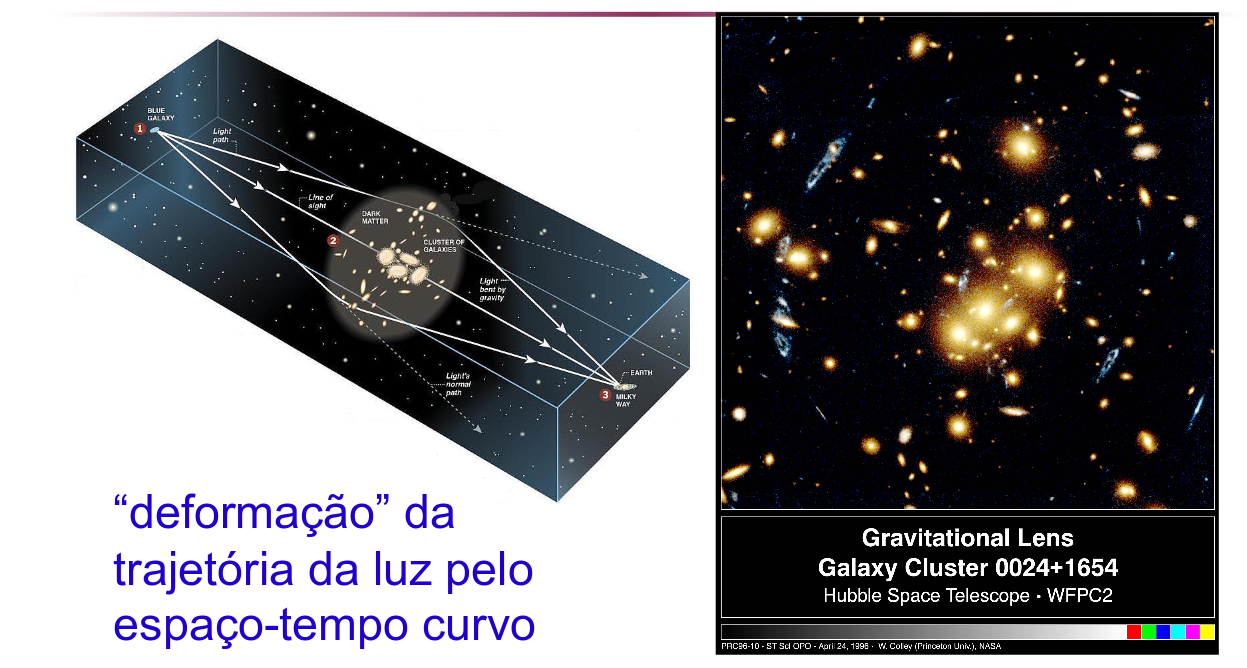 BLUE
GALAXY
1
Light
path
Line of
sight
DARK
MATTER
2
CLUSTER OF
GALAXIES
Light
bent by
gravity
Light's
normal
path
EARTH
3
MILKY
WAY
“deformação” da
trajetória da luz pelo
espaço-tempo curvo
Gravitational Lens
Galaxy Cluster 0024+1654
Hubble Space Telescope • WFPC2
PRC96-10 • ST ScI OPO • April 24, 1996 • W. Colley (Princeton Univ.), NASA